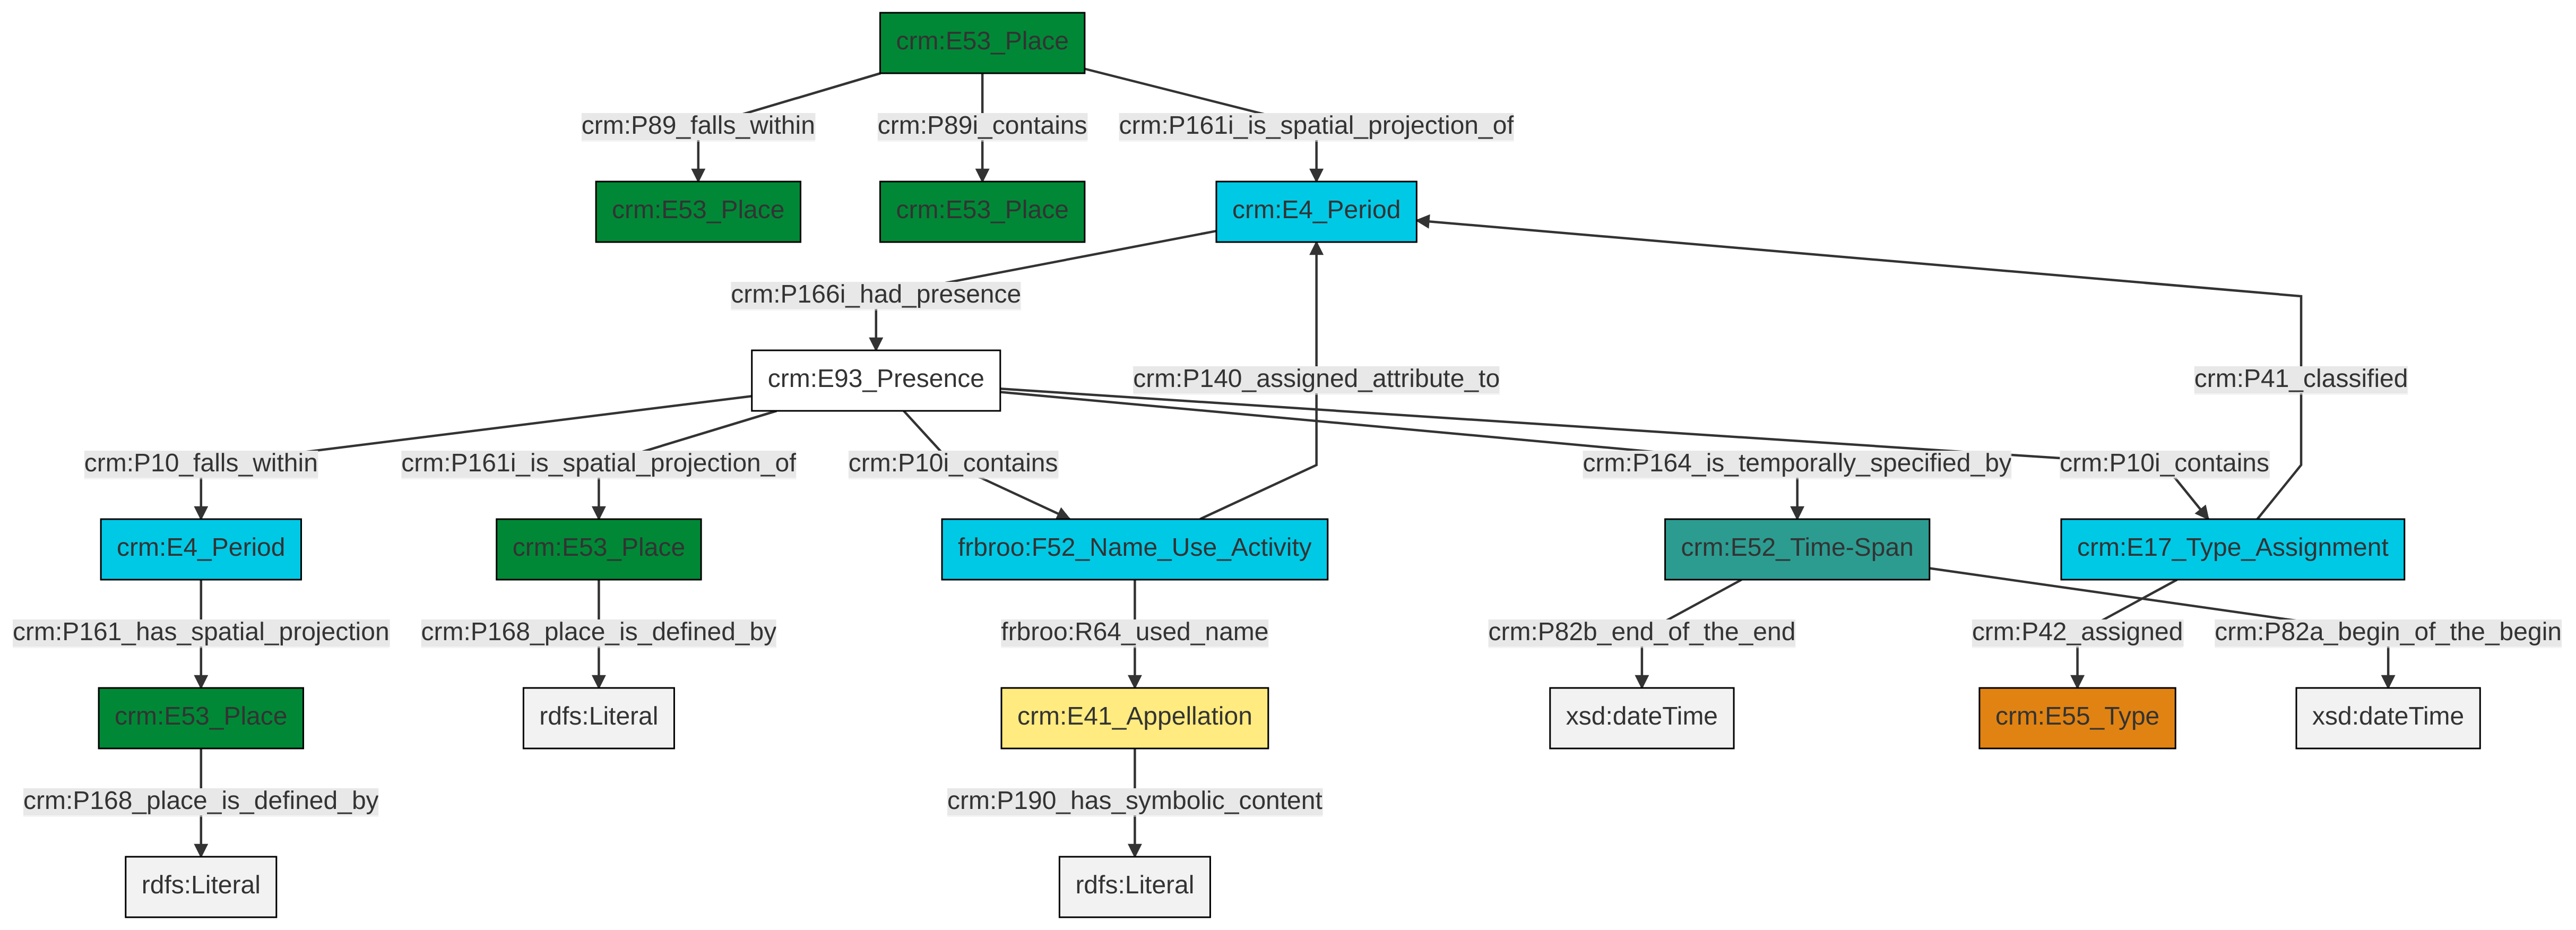 crm:E53_Place
crm:P89_falls_within
crm:P89i_contains
crm:P161i_is_spatial_projection_of
crm:E53_Place
crm:E53_Place
crm:E4_Period
crm:P166i_had_presence
crm:E93_Presence
crm:P140_assigned_attribute_to
crm:P41_classified
crm:P10_falls_within
crm:P161i_is_spatial_projection_of
crm:P10i_contains
crm:P164_is_temporally_specified_by
crm:P10i_contains
crm:E4_Period
crm:E53_Place
frbroo:F52_Name_Use_Activity
crm:E52_Time-Span
crm:E17_Type_Assignment
crm:P161_has_spatial_projection
crm:P168_place_is_defined_by
frbroo:R64_used_name
crm:P82b_end_of_the_end
crm:P42_assigned
crm:P82a_begin_of_the_begin
crm:E53_Place
rdfs:Literal
crm:E41_Appellation
xsd:dateTime
crm:E55_Type
xsd:dateTime
crm:P168_place_is_defined_by
crm:P190_has_symbolic_content
rdfs:Literal
rdfs:Literal